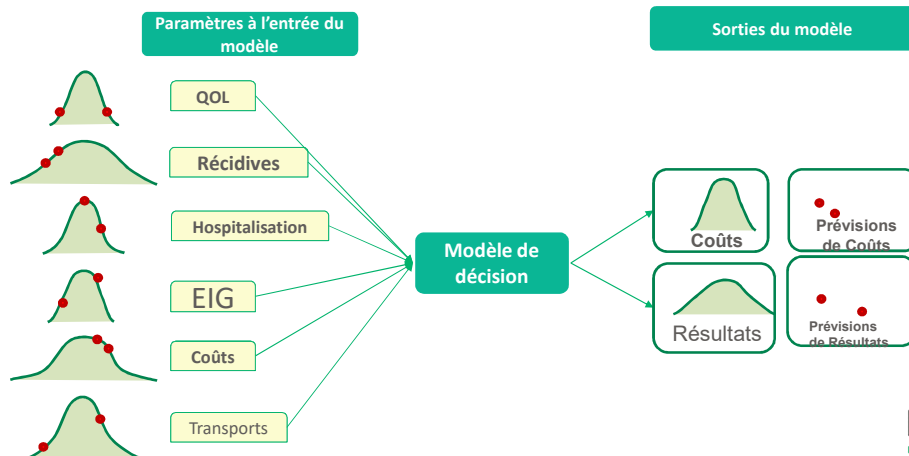 Paramètres à l'entrée du
modèle
Sorties du modèle
QOL
Récidives
Hospitalisation
EIG
Coûts
Transports
Modèle de
décision
Coûts
Prévisions
de Coûts
Résultats
Prévisions
de Résultats